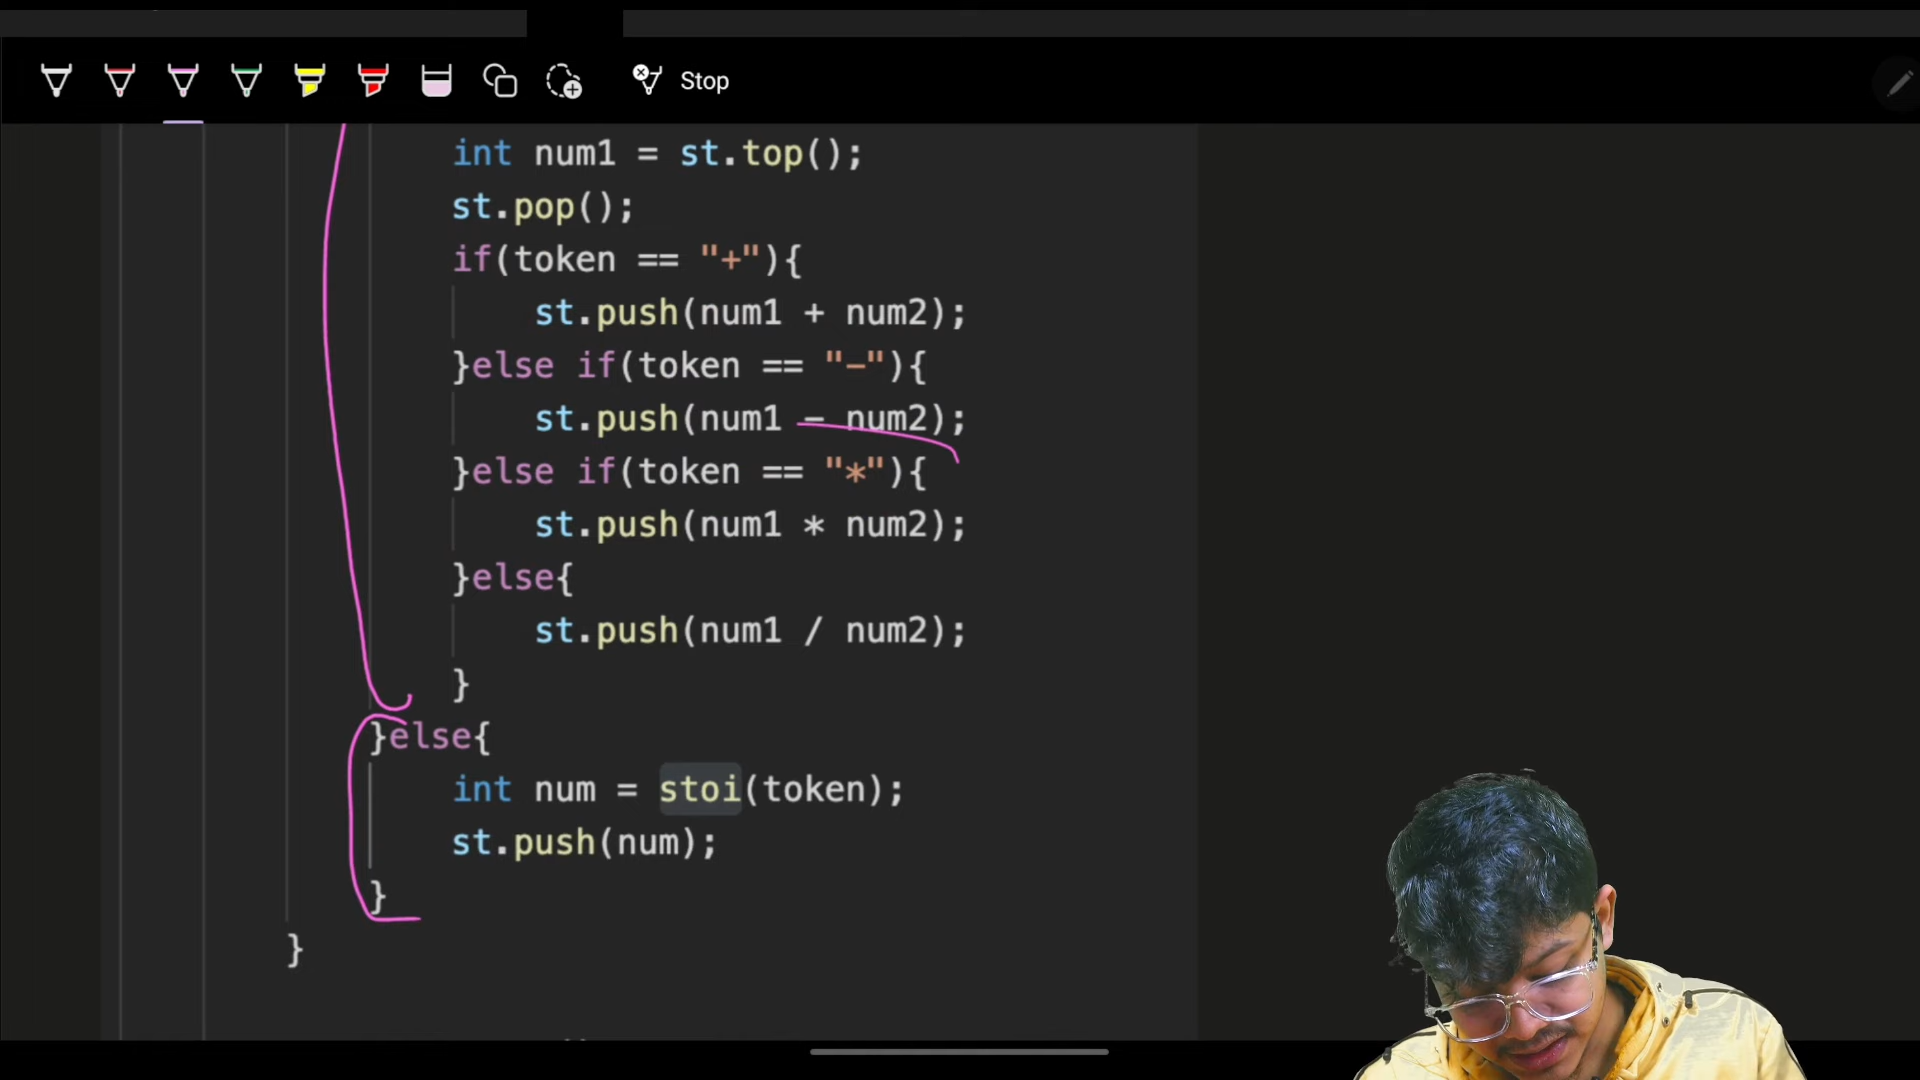 Stop
int num1 = st.top();
st.pop();
if(token == "+"){
st.push(num1 + num2);
}else if(token == "-"){
st.push(num1 - num2);
}else if(token == "*"){
st.push(num1 * num2);
}else{
st.push(num1 / num2);
}
}else{
int num = stoi(token);
st.push(num);
}
}